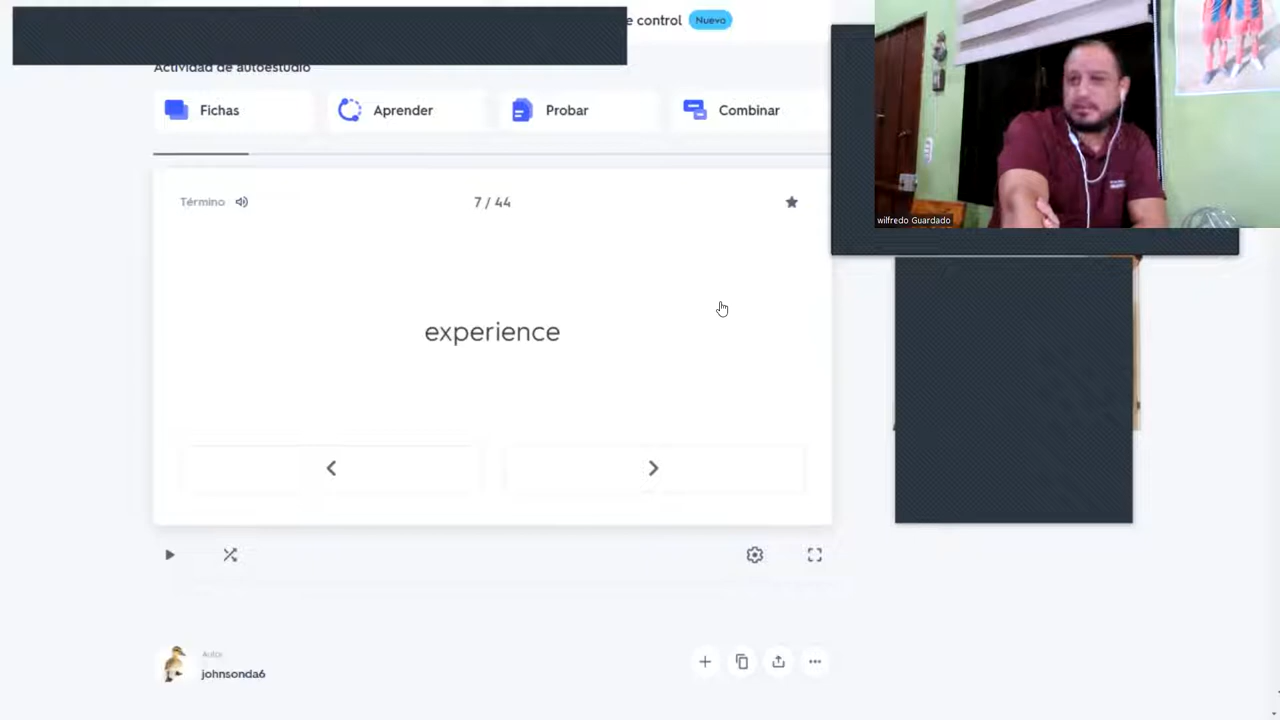 e control Nuevo
Actividad de autoestudio
Fichas Aprender Probar Combinar
Término 7 / 44
experience
Autor
johnsonda6
wilfredo Guardado